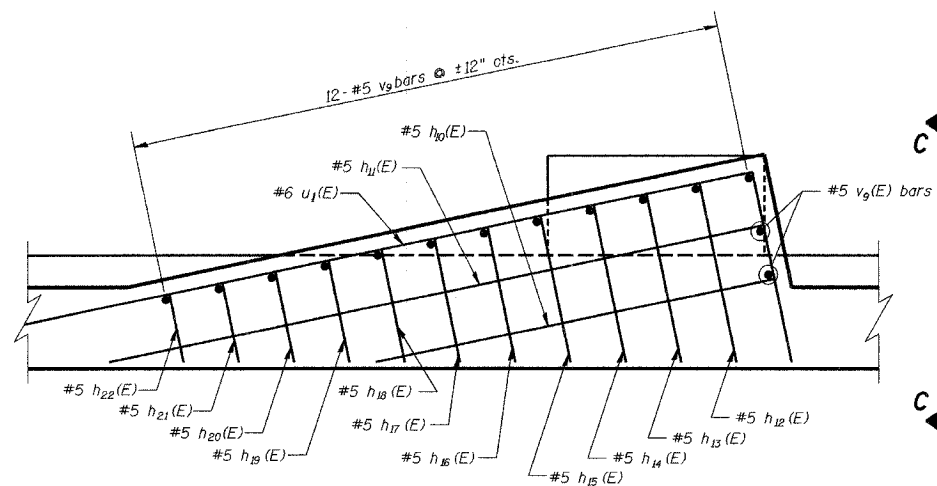 12-#5 v9 bars @ ±12" cts.
#5 h10(E)
#5 h11(E)
#6 u1(E)
C
#5 v9(E) bars
#5 h22(E)
#5 h21(E)
#5 h20(E)
#5 h19(E)
#5 h18(E)
#5 h17(E)
#5 h16(E)
#5 h15(E)
#5 h14(E)
#5 h13(E)
#5 h12(E)
C